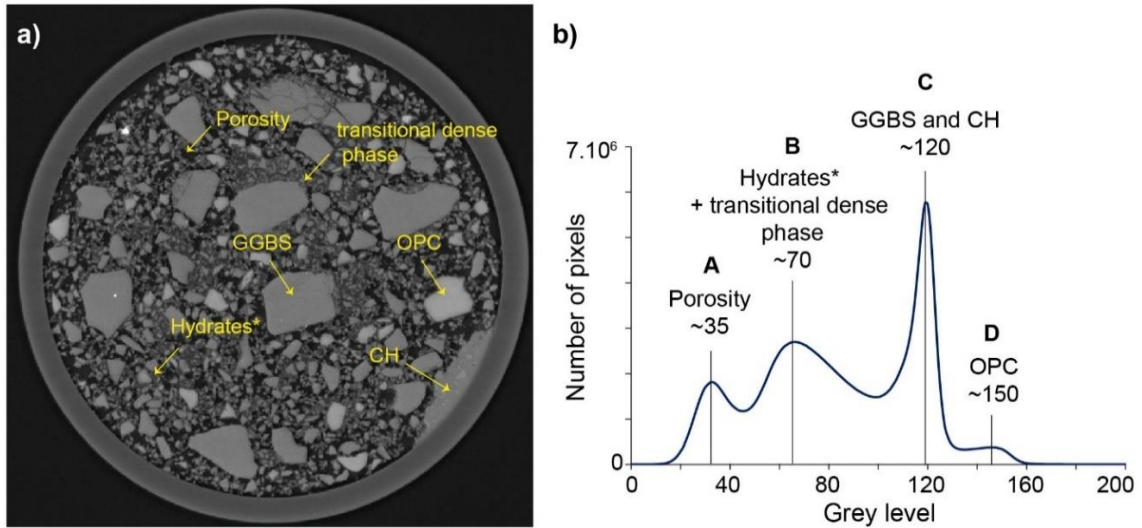 a)
Porosity
transitional dense
phase
GGBS
OPC
Hydrates*
CH
b)
C
GGBS and CH
~120
7.10⁶
B
Hydrates*
+ transitional dense
phase
~70
A
Porosity
~35
D
OPC
~150
Number of pixels
0
0
40
80
120
160
200
Grey level